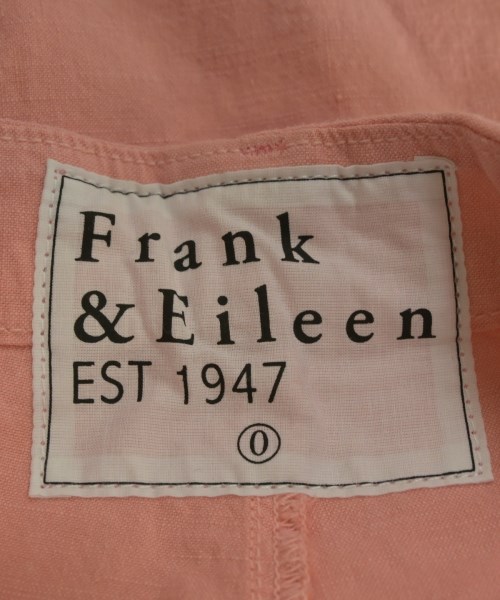 Frank
& Eileen
EST 1947
0